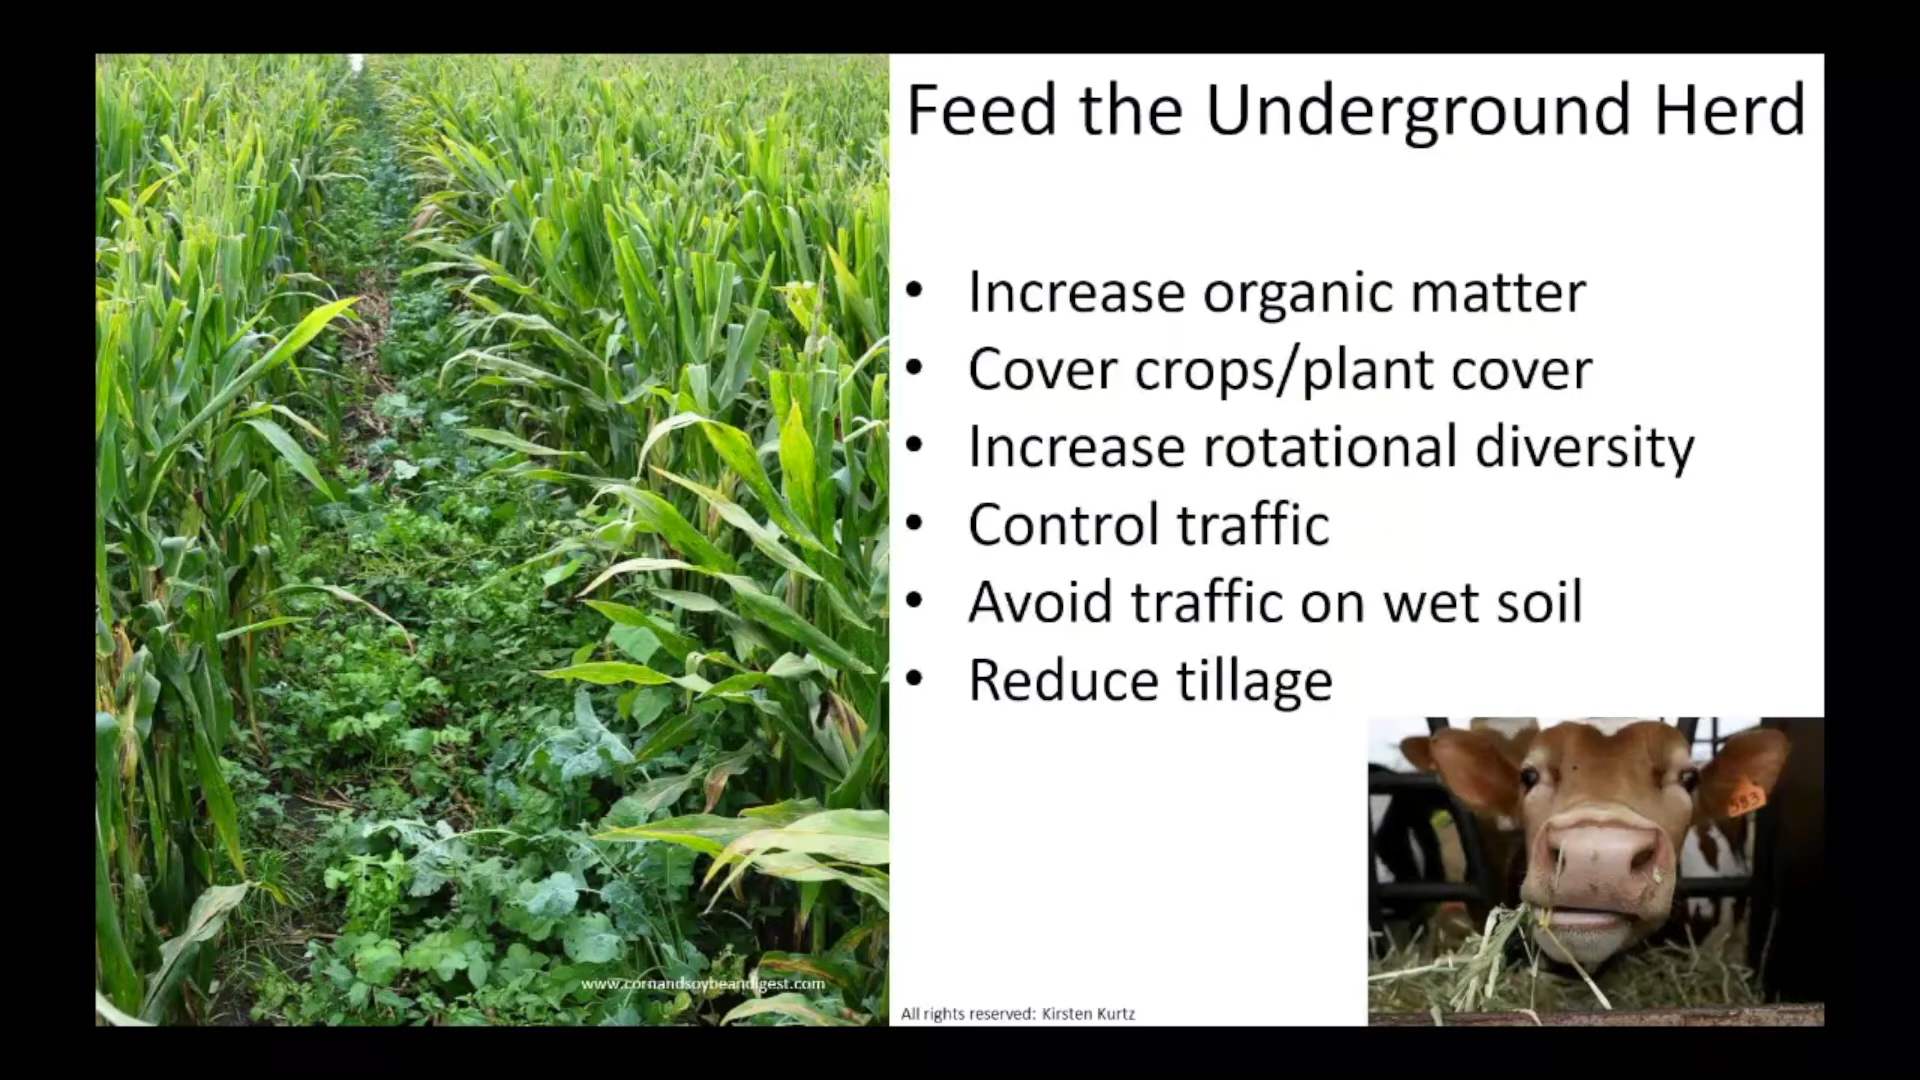 Feed the Underground Herd
• Increase organic matter
• Cover crops/plant cover
• Increase rotational diversity
• Control traffic
• Avoid traffic on wet soil
• Reduce tillage
593
www.cornandsoybeandigest.com
All rights reserved: Kirsten Kurtz